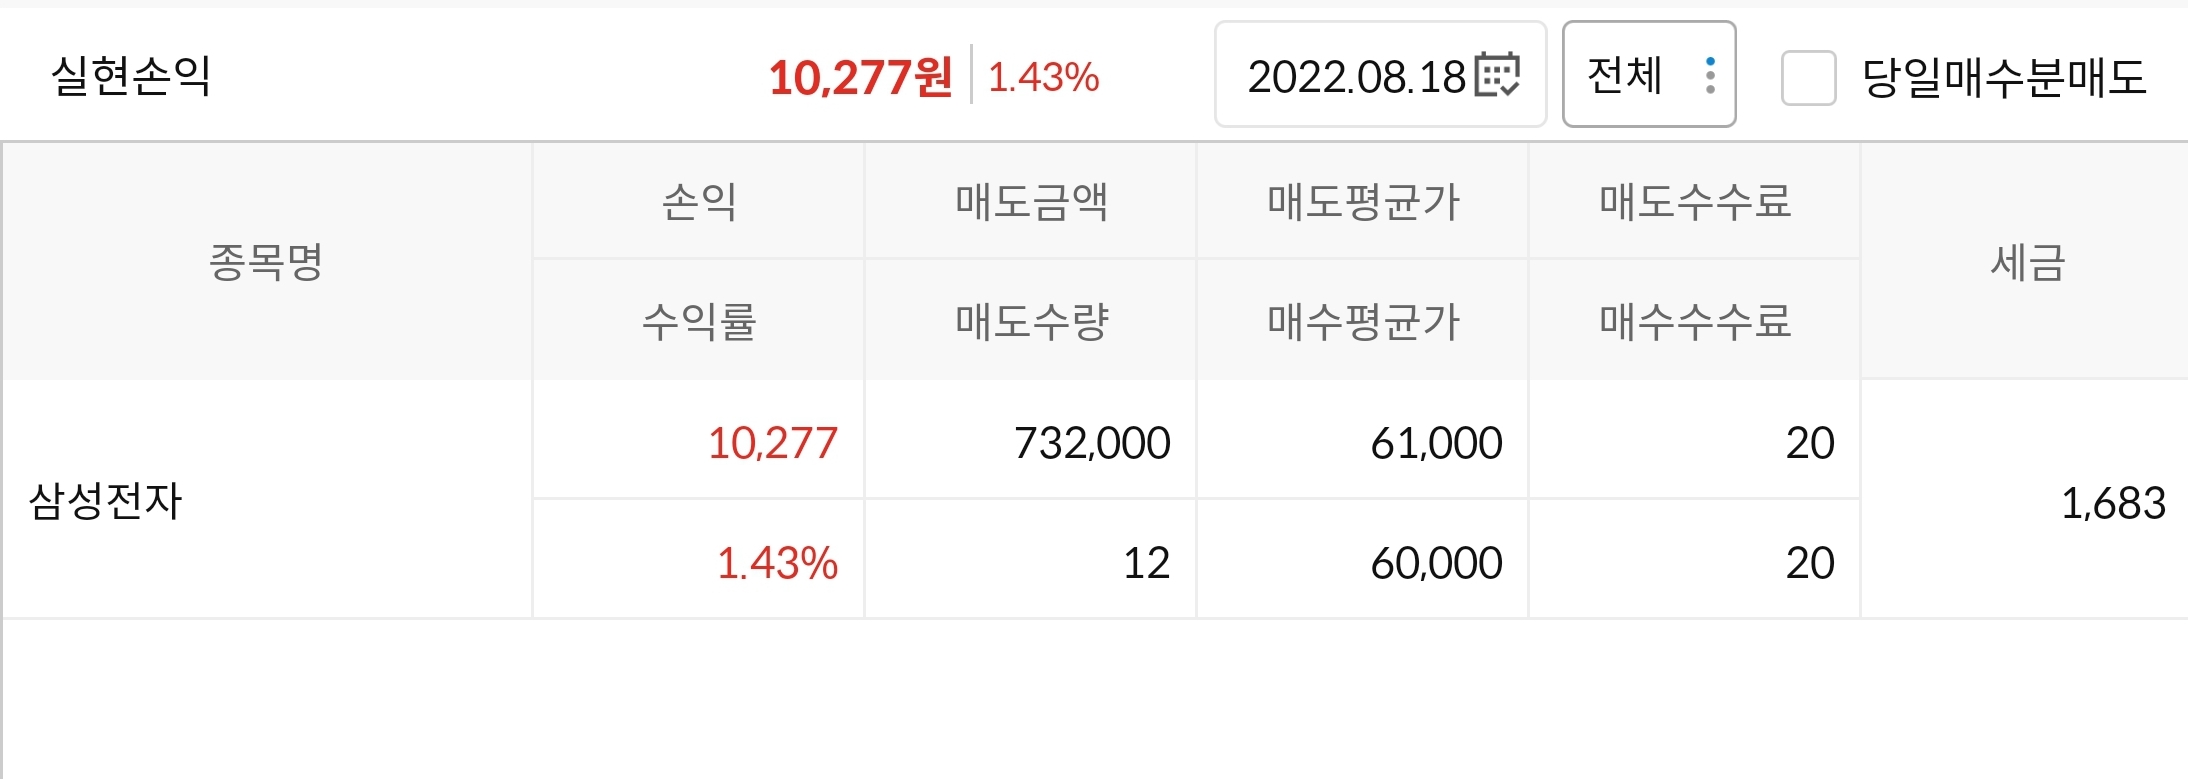 실현손익 10,277원 1.43% 2022.08.18 전체 당일매수분매도
종목명 손익 매도금액 매도평균가 매도수수료 세금
수익률 매도수량 매수평균가 매수수수료
삼성전자 10,277 732,000 61,000 20 1,683
1.43% 12 60,000 20